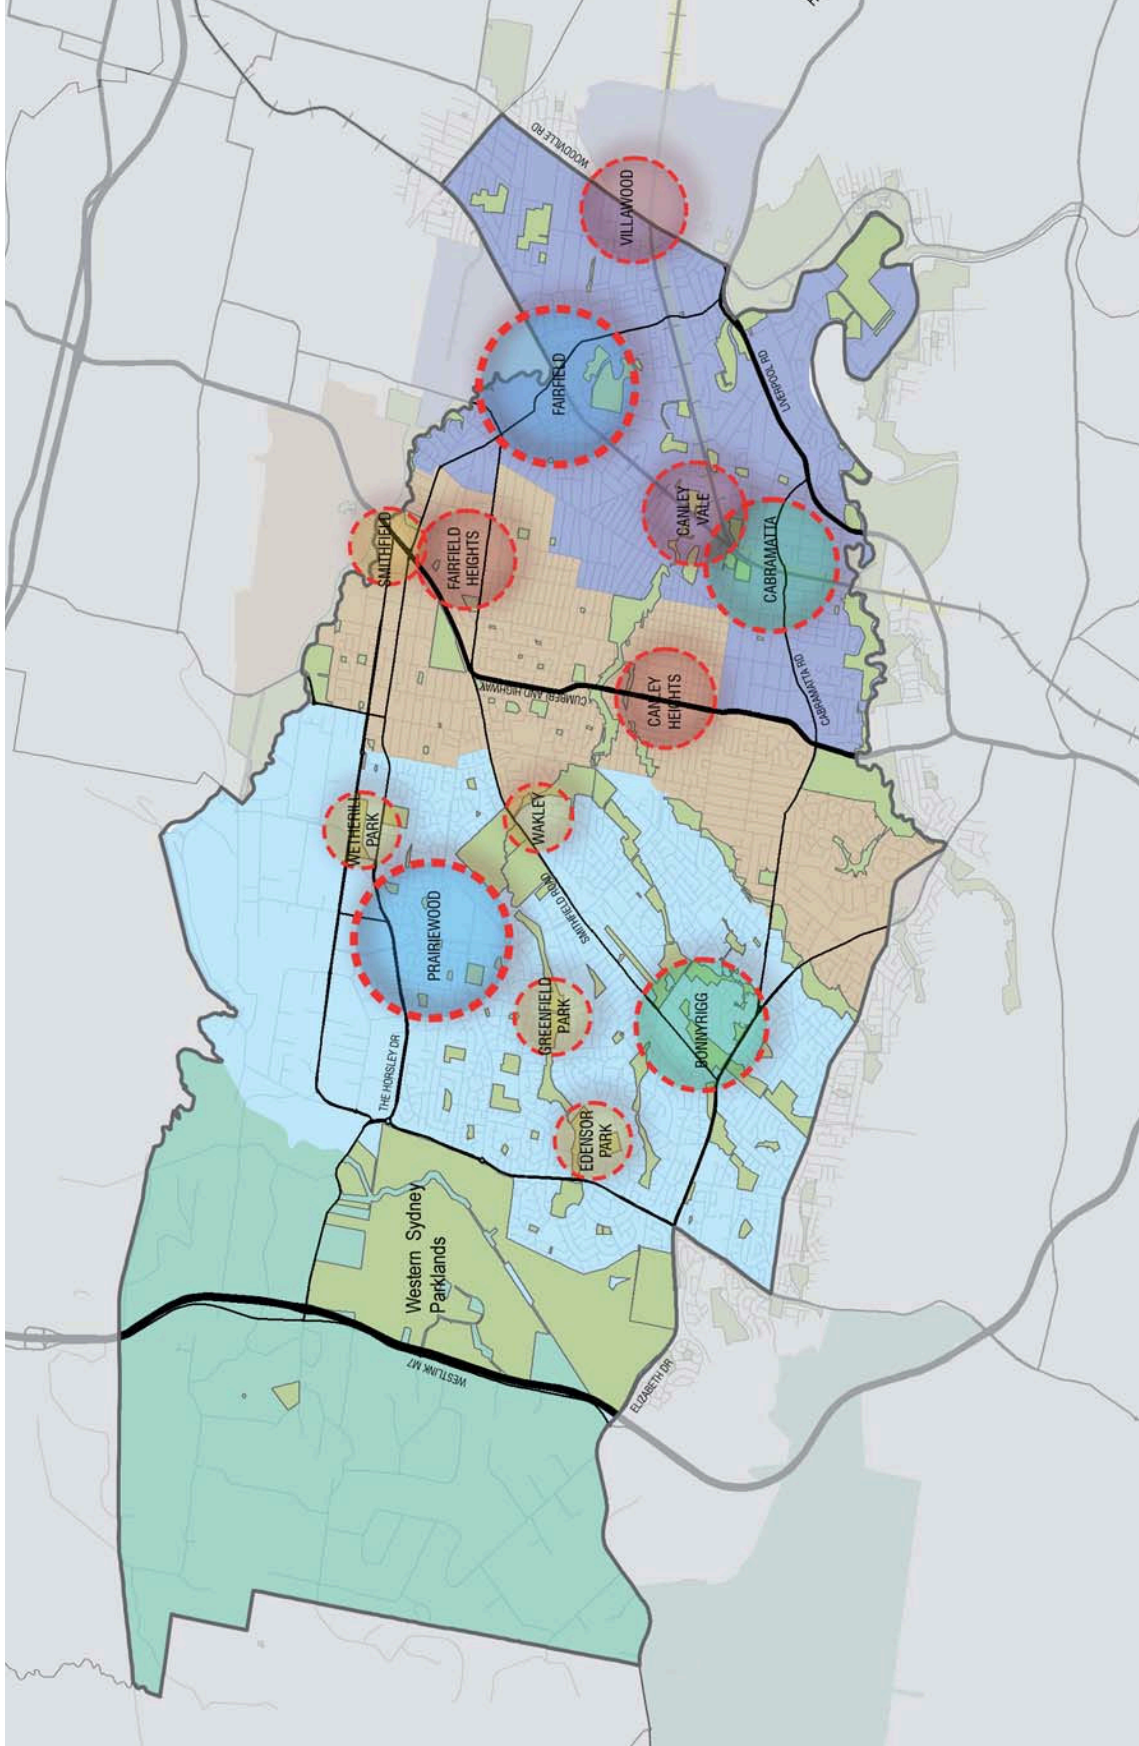 WETHERILL
PARK
SMITHFIELD
THE HORSLEY DR
PRAIRIEWOOD
Western Sydney
Parklands
WESTLINK M7
FAIRFIELD
HEIGHTS
CUMBERLAND HIGHWAY
WAKLEY
GREENFIELD
PARK
FAIRFIELD
WOODVILLE RD
SMITHFIELD ROAD
EDENSOR
PARK
VILLAWOOD
ELIZABETH DR
CANLEY
HEIGHTS
CANLEY
VALE
BONNYRIGG
CABRAMATTA
LIVERPOOL RD
CABRAMATTA RD